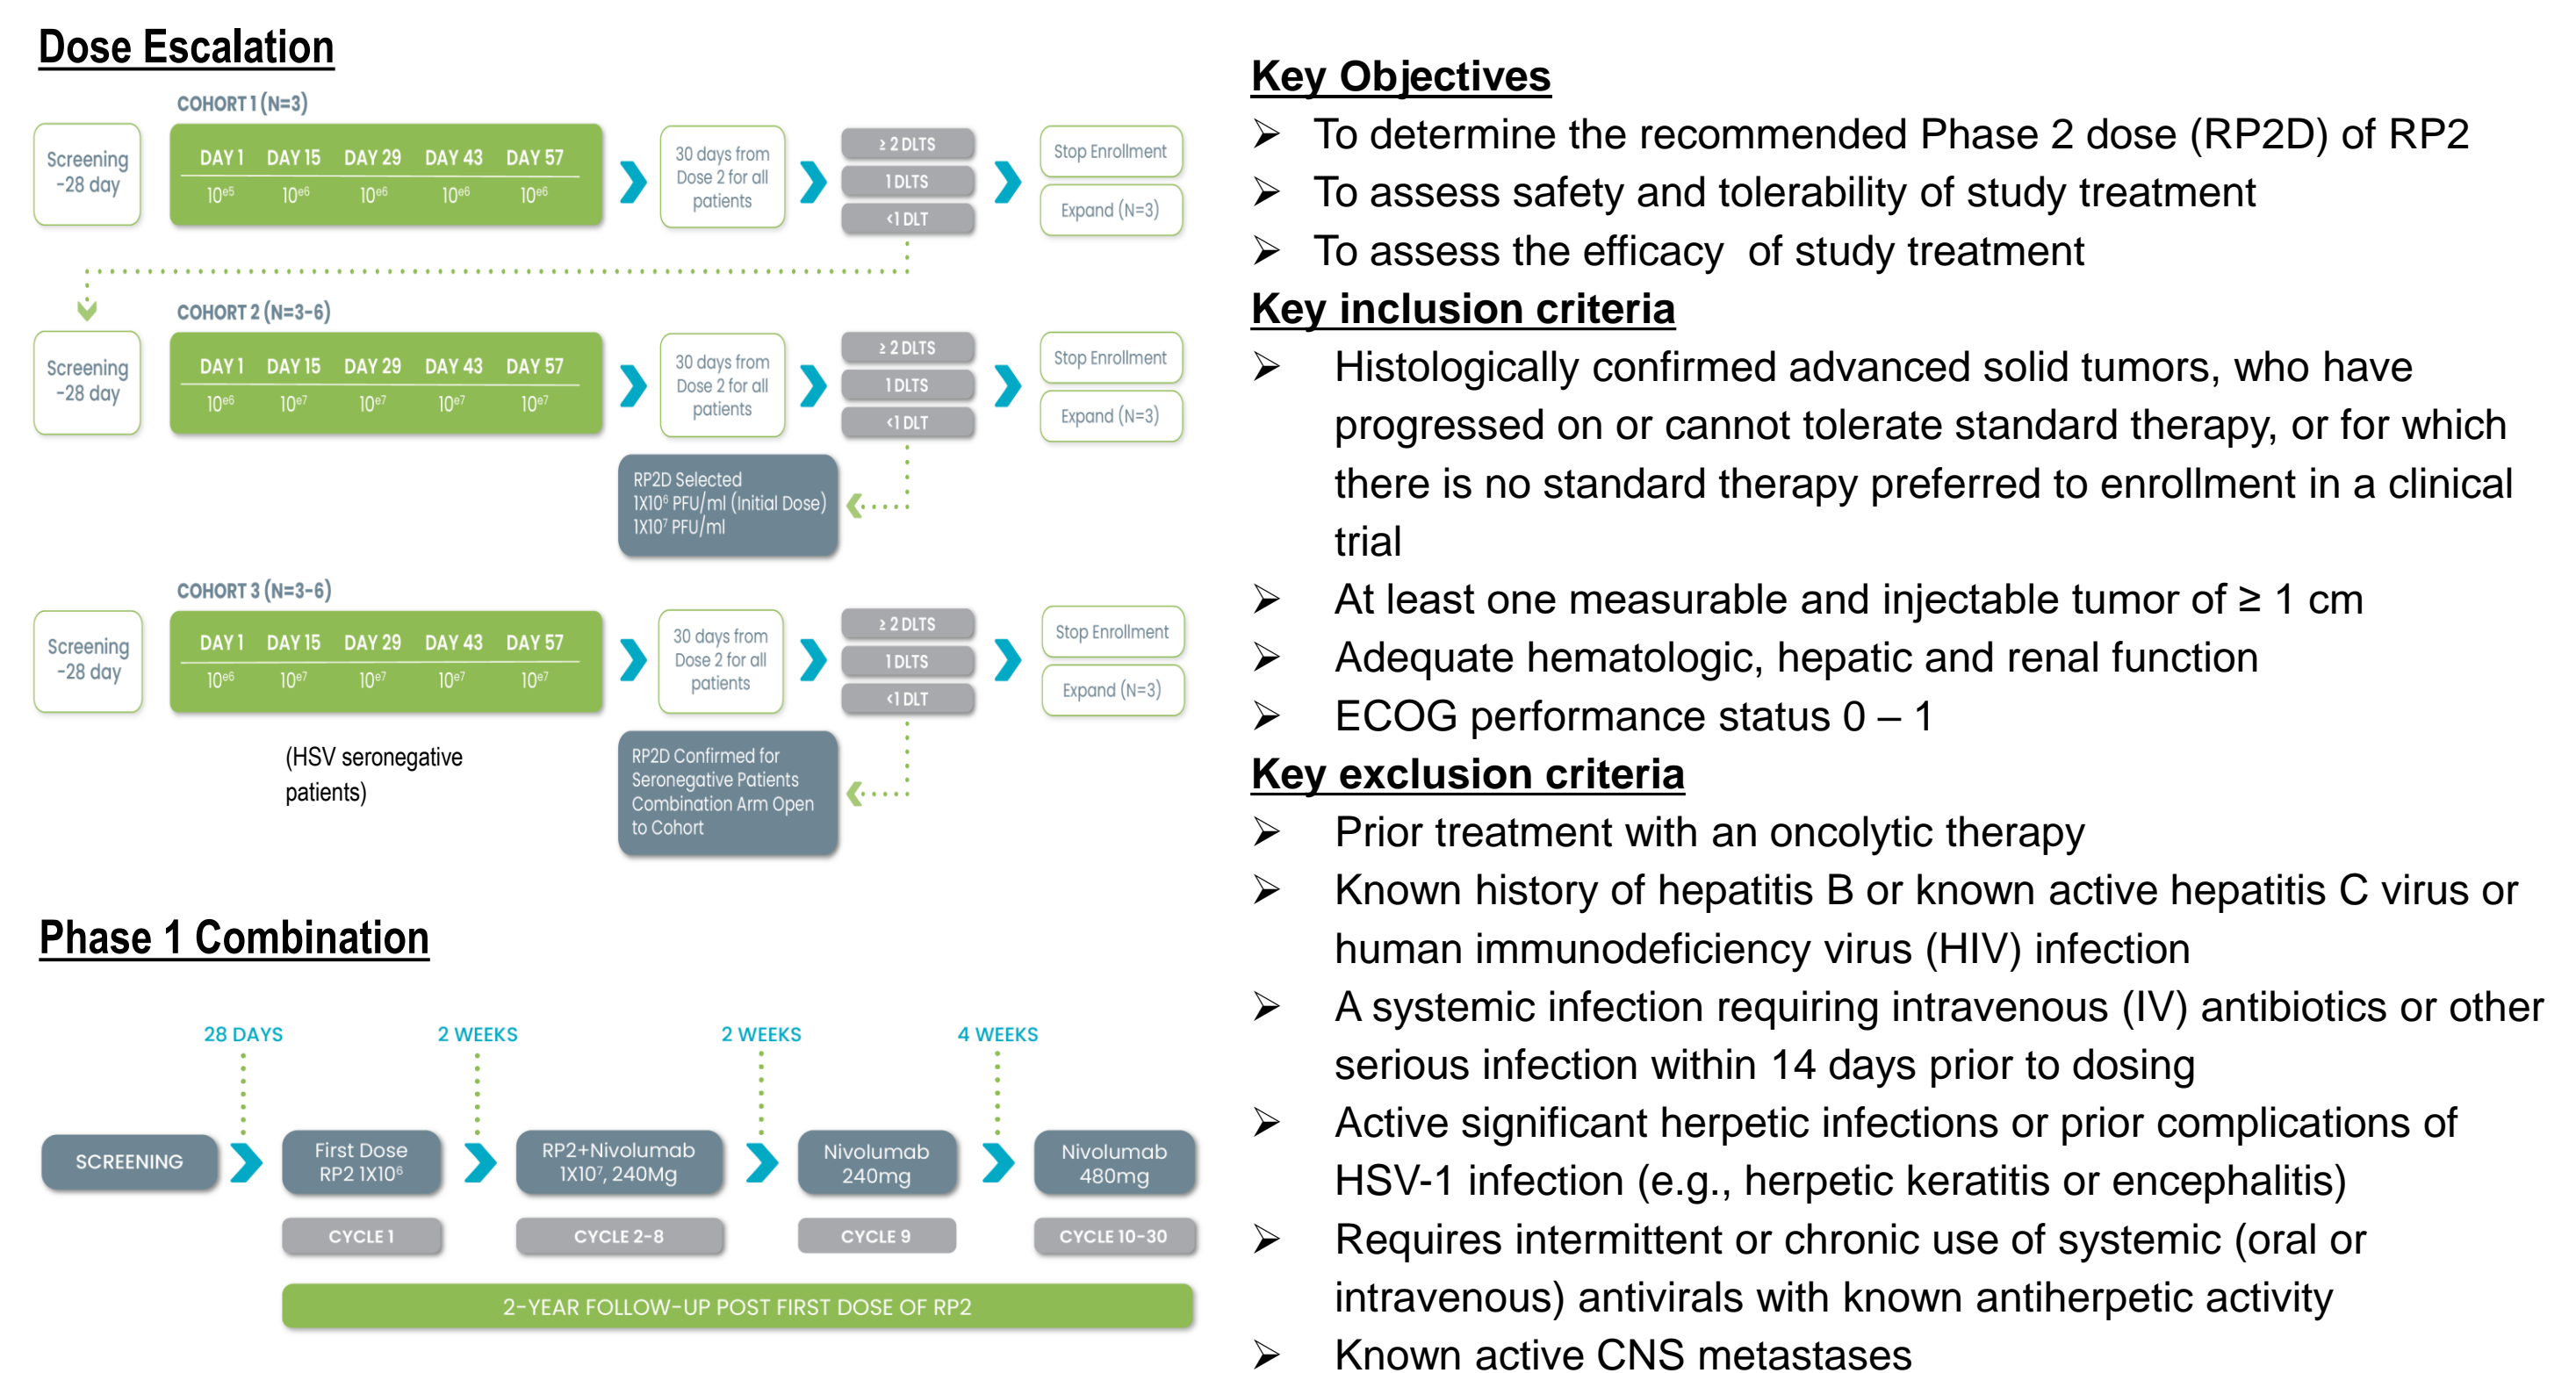 Dose Escalation
COHORT 1 (N=3)
Screening
-28 day
DAY 1 DAY 15 DAY 29 DAY 43 DAY 57
10e5 10e6 10e6 10e6 10e6
30 days from
Dose 2 for all
patients
≥ 2 DLTS
1 DLTS
<1 DLT
Stop Enrollment
Expand (N=3)
COHORT 2 (N=3-6)
Screening
-28 day
DAY 1 DAY 15 DAY 29 DAY 43 DAY 57
10e6 10e7 10e7 10e7 10e7
30 days from
Dose 2 for all
patients
≥ 2 DLTS
1 DLTS
<1 DLT
Stop Enrollment
Expand (N=3)
RP2D Selected
1X10⁶ PFU/ml (Initial Dose)
1X10⁷ PFU/ml
COHORT 3 (N=3-6)
Screening
-28 day
DAY 1 DAY 15 DAY 29 DAY 43 DAY 57
10e6 10e7 10e7 10e7 10e7
30 days from
Dose 2 for all
patients
≥ 2 DLTS
1 DLTS
<1 DLT
Stop Enrollment
Expand (N=3)
(HSV seronegative
patients)
RP2D Confirmed for
Seronegative Patients
Combination Arm Open
to Cohort
Phase 1 Combination
28 DAYS
2 WEEKS
2 WEEKS
4 WEEKS
SCREENING
First Dose
RP2 1X10⁶
RP2+Nivolumab
1X10⁷, 240Mg
Nivolumab
240mg
Nivolumab
480mg
CYCLE 1
CYCLE 2-8
CYCLE 9
CYCLE 10-30
2-YEAR FOLLOW-UP POST FIRST DOSE OF RP2
Key Objectives
➢ To determine the recommended Phase 2 dose (RP2D) of RP2
➢ To assess safety and tolerability of study treatment
➢ To assess the efficacy of study treatment
Key inclusion criteria
➢ Histologically confirmed advanced solid tumors, who have
progressed on or cannot tolerate standard therapy, or for which
there is no standard therapy preferred to enrollment in a clinical
trial
➢ At least one measurable and injectable tumor of ≥ 1 cm
➢ Adequate hematologic, hepatic and renal function
➢ ECOG performance status 0 – 1
Key exclusion criteria
➢ Prior treatment with an oncolytic therapy
➢ Known history of hepatitis B or known active hepatitis C virus or
human immunodeficiency virus (HIV) infection
➢ A systemic infection requiring intravenous (IV) antibiotics or other
serious infection within 14 days prior to dosing
➢ Active significant herpetic infections or prior complications of
HSV-1 infection (e.g., herpetic keratitis or encephalitis)
➢ Requires intermittent or chronic use of systemic (oral or
intravenous) antivirals with known antiherpetic activity
➢ Known active CNS metastases